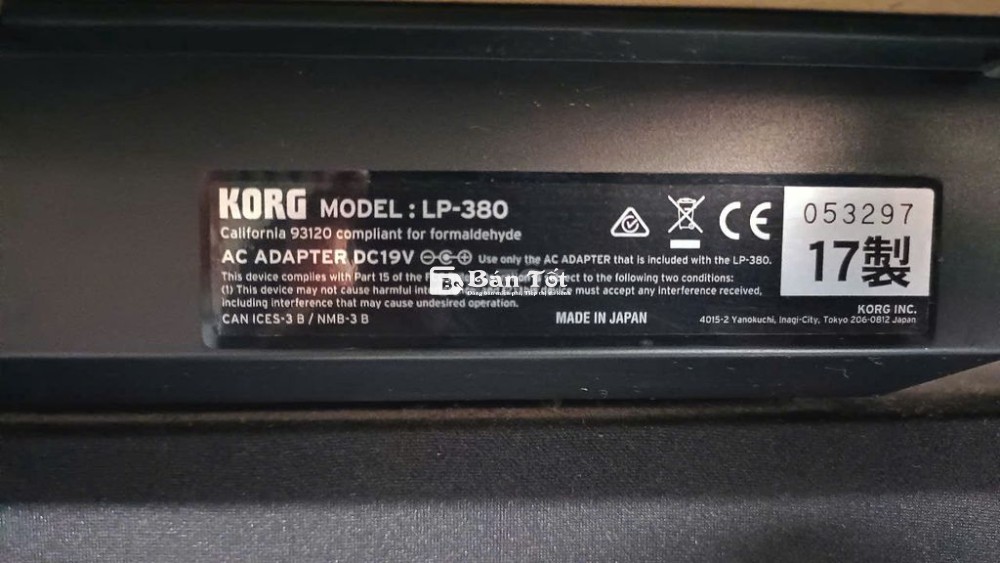 KORG MODEL : LP-380
California 93120 compliant for formaldehyde
AC ADAPTER DC19V Use only the AC ADAPTER that is included with the LP-380.
This device complies with Part 15 of the to the following two conditions:
(1) This device may not cause harmful must accept any interference received,
including interference that may cause undesired operation.
CAN ICES-3 B / NMB-3 B
MADE IN JAPAN
CE
053297
17製
KORG INC.
4015-2 Yanokuchi, Inagi-City, Tokyo 206-0812 Japan
Bán Tốt